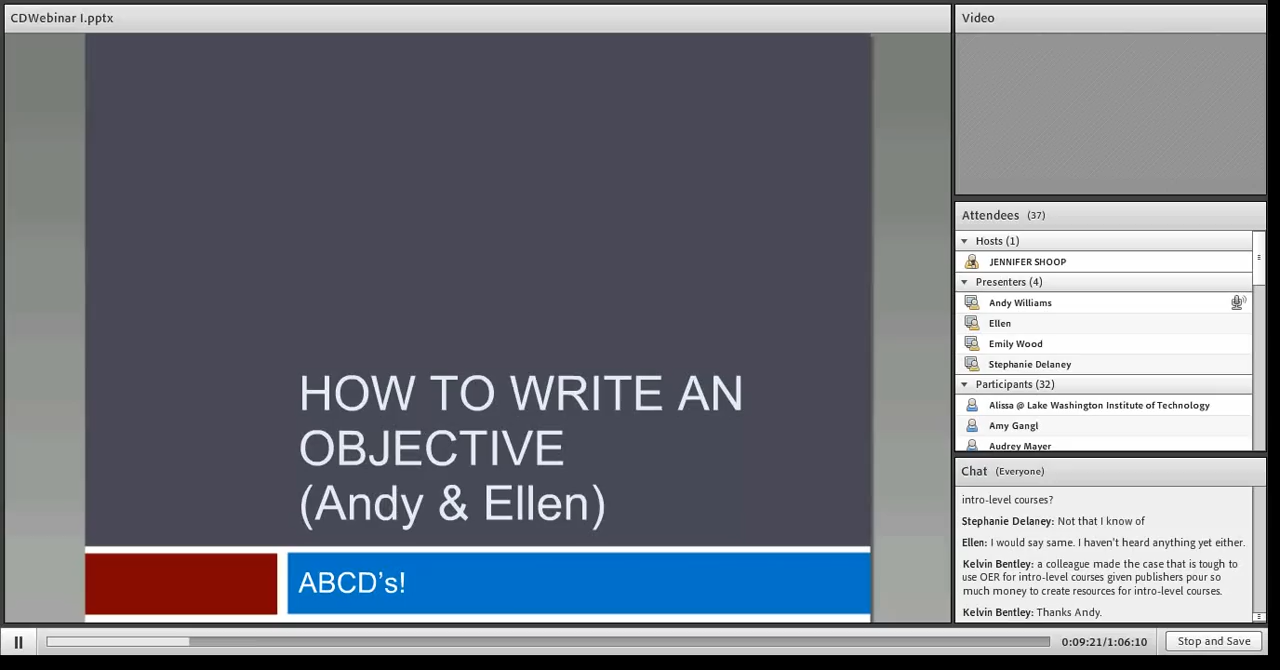 CDWebinar I.pptx
HOW TO WRITE AN
OBJECTIVE
(Andy & Ellen)
ABCD’s!
Video
Attendees (37)
Hosts (1)
JENNIFER SHOOP
Presenters (4)
Andy Williams
Ellen
Emily Wood
Stephanie Delaney
Participants (32)
Alissa @ Lake Washington Institute of Technology
Amy Gangl
Audrey Mayer
Chat (Everyone)
intro-level courses?
Stephanie Delaney: Not that I know of
Ellen: I would say same. I haven't heard anything yet either.
Kelvin Bentley: a colleague made the case that is tough to
use OER for intro-level courses given publishers pour so
much money to create resources for intro-level courses.
Kelvin Bentley: Thanks Andy.
0:09:21/1:06:10
Stop and Save